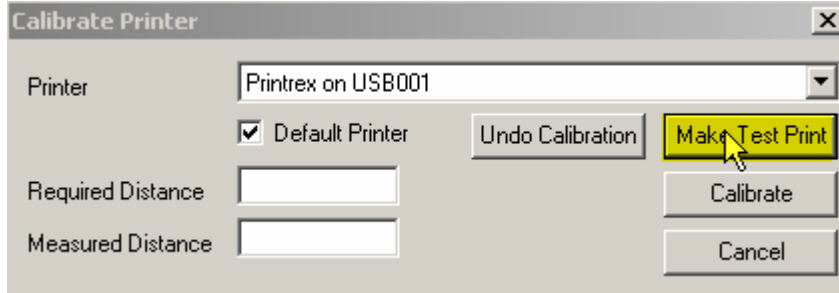 Calibrate Printer
Printer
Printrex on USB001
Default Printer
Undo Calibration
Make Test Print
Required Distance
Calibrate
Measured Distance
Cancel